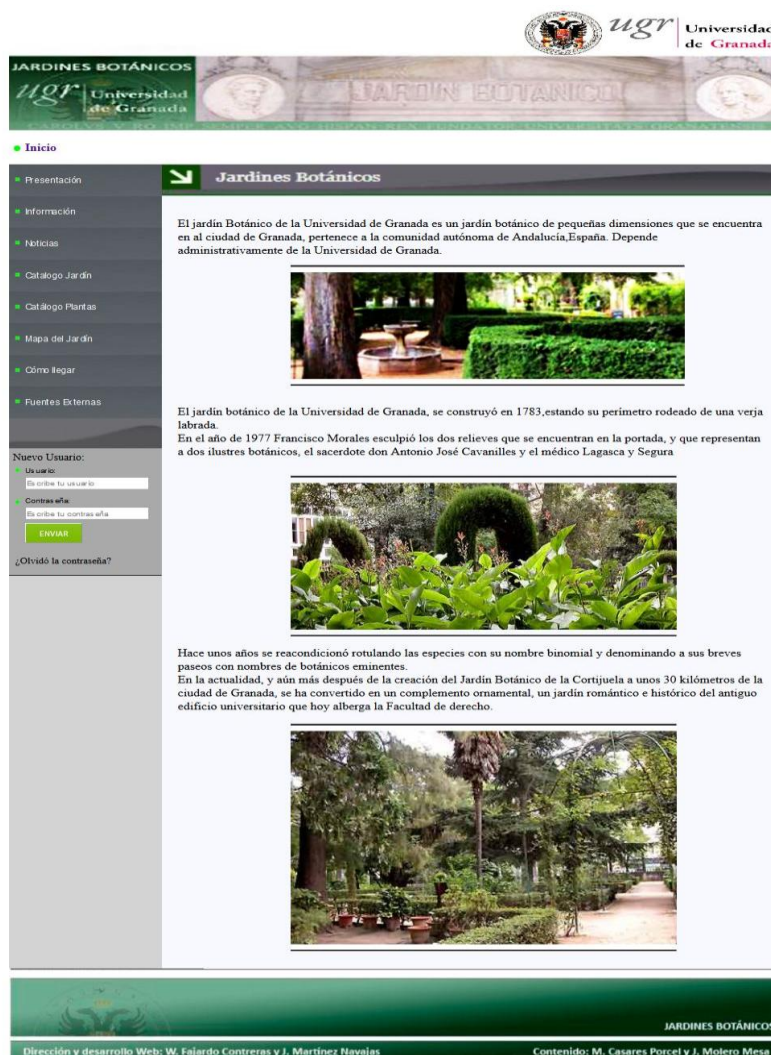 ugr Universidad
de Granada
JARDINES BOTÁNICOS
ugr Universidad
de Granada
JARDIN BOTANICO
• Inicio
Presentación
Información
Noticias
Catalogo Jardín
Catálogo Plantas
Mapa del Jardín
Cómo llegar
Fuentes Externas
Nuevo Usuario:
Usuario:
Escribe tu usuario
Contraseña:
Escribe tu contraseña
ENVIAR
¿Olvidó la contraseña?
Jardines Botánicos
El jardín Botánico de la Universidad de Granada es un jardín botánico de pequeñas dimensiones que se encuentra
en al ciudad de Granada, pertenece a la comunidad autónoma de Andalucía,España. Depende
administrativamente de la Universidad de Granada.
El jardín botánico de la Universidad de Granada, se construyó en 1783,estando su perímetro rodeado de una verja
labrada.
En el año de 1977 Francisco Morales esculpió los dos relieves que se encuentran en la portada, y que representan
a dos ilustres botánicos, el sacerdote don Antonio José Cavanilles y el médico Lagasca y Segura
Hace unos años se reacondicionó rotulando las especies con su nombre binomial y denominando a sus breves
paseos con nombres de botánicos eminentes.
En la actualidad, y aún más después de la creación del Jardín Botánico de la Cortijuela a unos 30 kilómetros de la
ciudad de Granada, se ha convertido en un complemento ornamental, un jardín romántico e histórico del antiguo
edificio universitario que hoy alberga la Facultad de derecho.
JARDINES BOTÁNICOS
Dirección y desarrollo Web: W. Fajardo Contreras y J. Martínez Navajas
Contenido: M. Casares Porcel y J. Molero Mesa